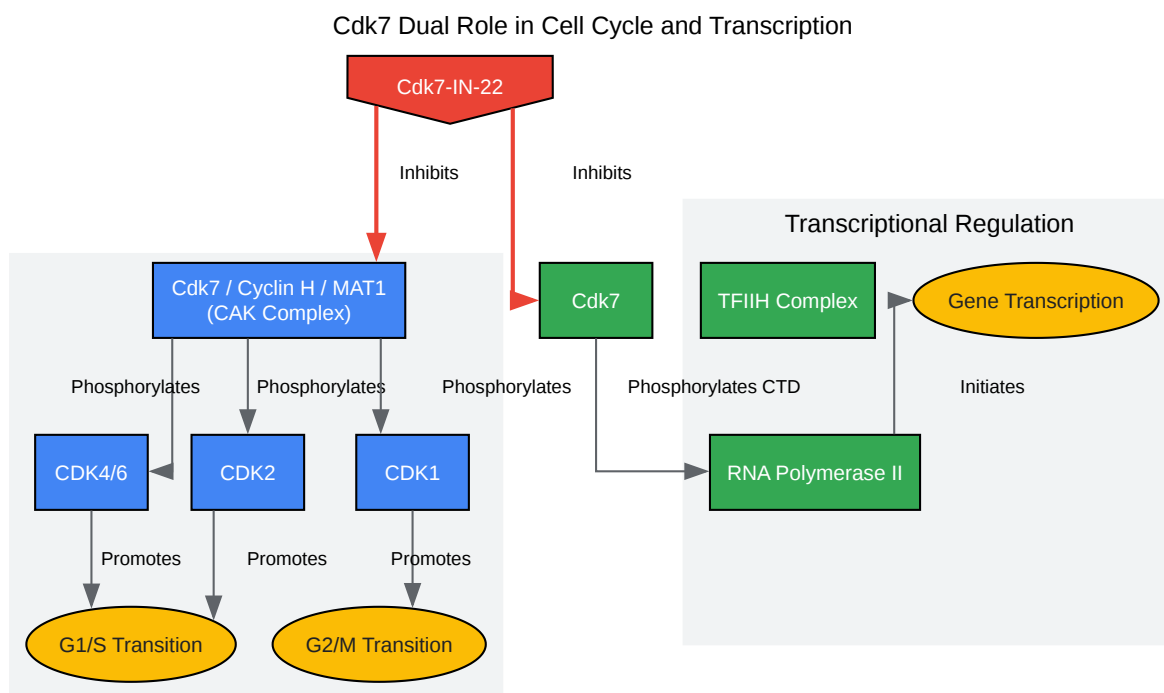 Cdk7 Dual Role in Cell Cycle and Transcription
Cdk7-IN-22
Inhibits
Inhibits
Transcriptional Regulation
Cdk7 / Cyclin H / MAT1
(CAK Complex)
Cdk7
TFIIH Complex
Gene Transcription
Phosphorylates
Phosphorylates
Phosphorylates
Phosphorylates CTD
Initiates
CDK4/6
CDK2
CDK1
RNA Polymerase II
Promotes
Promotes
Promotes
G1/S Transition
G2/M Transition